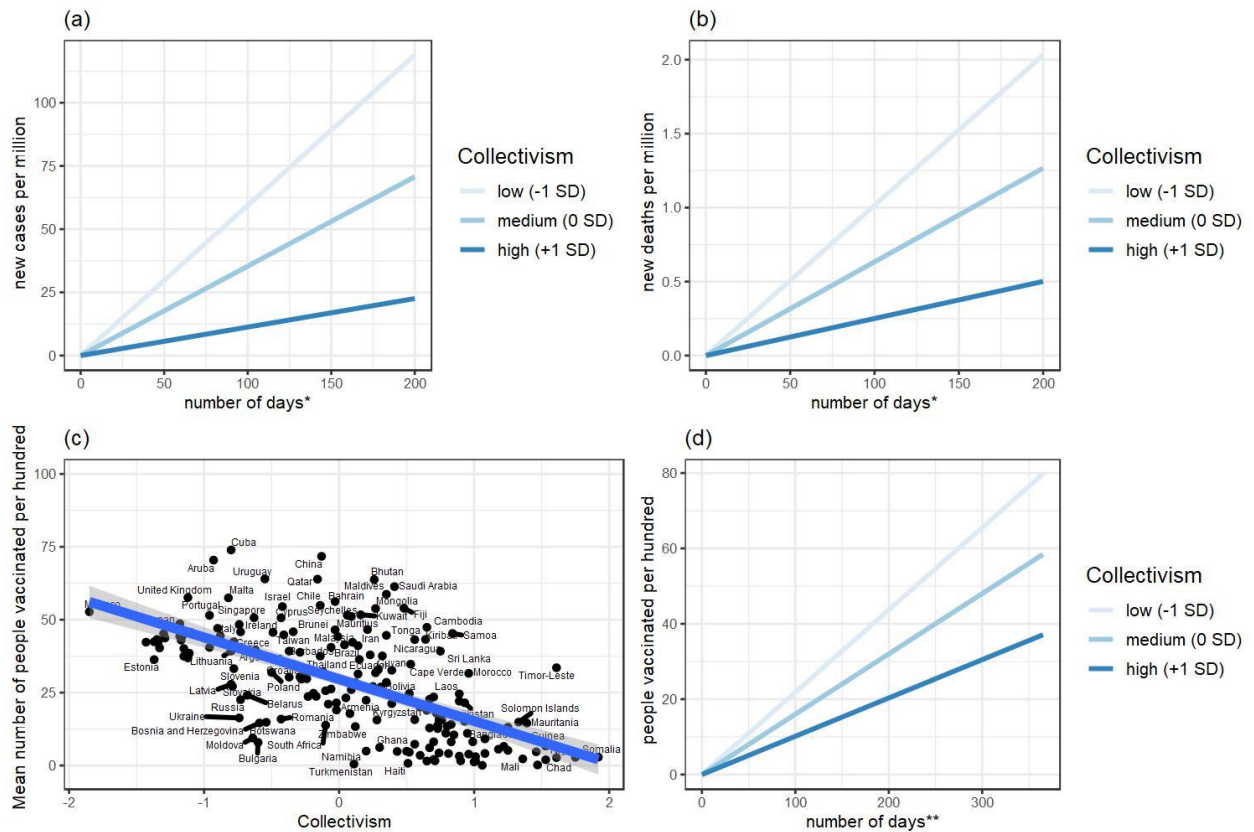 (a)
new cases per million
100
75
50
25
0
0 50 100 150 200
number of days*
Collectivism
low (-1 SD)
medium (0 SD)
high (+1 SD)
(b)
new deaths per million
2.0
1.5
1.0
0.5
0.0
0 50 100 150 200
number of days*
Collectivism
low (-1 SD)
medium (0 SD)
high (+1 SD)
(c)
Mean number of people vaccinated per hundred
100
75
50
25
0
Cuba
China
Aruba
Uruguay
Qatar
Bhutan
Maldives
Saudi Arabia
United Kingdom
Malta
Israel
Chile
Bahrain
Mongolia
Portugal
Singapore
Cyprus
Seychelles
Kuwait
Fiji
Italy
Ireland
Brunei
Mauritius
Tonga
Kiribati
Samoa
Taiwan
Malaysia
Iran
Greece
Barbados
Brazil
Nicaragua
Estonia
Lithuania
Thailand
Sri Lanka
Cape Verde
Morocco
Timor-Leste
Slovenia
Latvia
Slovakia
Poland
Laos
Russia
Belarus
Armenia
Kyrgyzstan
Solomon Islands
Ukraine
Romania
Mauritania
Bosnia and Herzegovina
Botswana
Zimbabwe
Moldova
South Africa
Ghana
Somalia
Bulgaria
Namibia
Turkmenistan
Haiti
Mali
Chad
-2 -1 0 1 2
Collectivism
(d)
people vaccinated per hundred
80
60
40
20
0
0 100 200 300
number of days**
Collectivism
low (-1 SD)
medium (0 SD)
high (+1 SD)